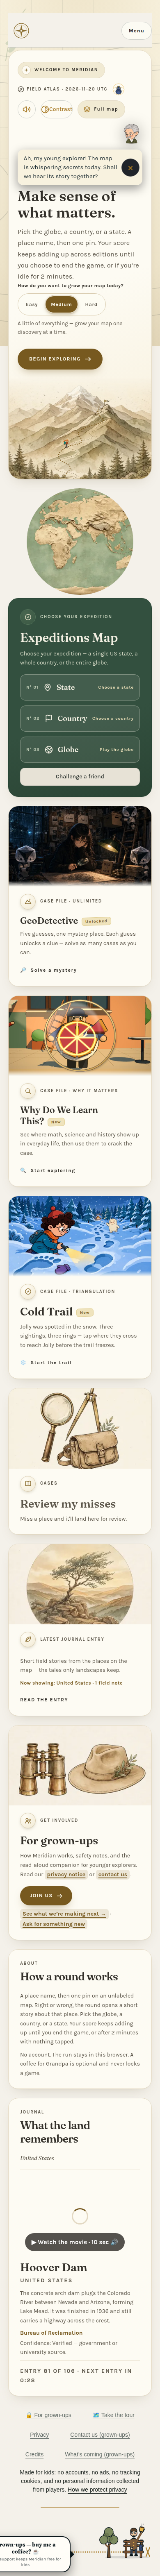 Menu
WELCOME TO MERIDIAN
FIELD ATLAS · 2026-11-20 UTC
Contrast
Full map
Ah, my young explorer! The map
is whispering secrets today. Shall
we hear its story together?
Make sense of
what matters.
Pick the globe, a country, or a state. A
place name, then one pin. Your score
keeps adding up across editions until
you choose to end the game, or if you're
idle for 2 minutes.
How do you want to grow your map today?
Easy Medium Hard
A little of everything — grow your map one
discovery at a time.
BEGIN EXPLORING →
CHOOSE YOUR EXPEDITION
Expeditions Map
Choose your expedition — a single US state, a
whole country, or the entire globe.
N° 01 State Choose a state
N° 02 Country Choose a country
N° 03 Globe Play the globe
Challenge a friend
CASE FILE · UNLIMITED
GeoDetective Unlocked
Five guesses, one mystery place. Each guess
unlocks a clue — solve as many cases as you
can.
Solve a mystery
CASE FILE · WHY IT MATTERS
Why Do We Learn
This? New
See where math, science and history show up
in everyday life, then use them to crack the
case.
Start exploring
CASE FILE · TRIANGULATION
Cold Trail New
Jolly was spotted in the snow. Three
sightings, three rings — tap where they cross
to reach Jolly before the trail freezes.
Start the trail
CASES
Review my misses
Miss a place and it'll land here for review.
LATEST JOURNAL ENTRY
Short field stories from the places on the
map — the tales only landscapes keep.
Now showing: United States · 1 field note
READ THE ENTRY
GET INVOLVED
For grown-ups
How Meridian works, safety notes, and the
read-aloud companion for younger explorers.
Read our privacy notice or contact us.
JOIN US →
See what we're making next → ·
Ask for something new
ABOUT
How a round works
A place name, then one pin on an unlabeled
map. Right or wrong, the round opens a short
story about that place. Pick the globe, a
country, or a state. Your score keeps adding
up until you end the game, or after 2 minutes
with nothing tapped.
No account. The run stays in this browser. A
coffee for Grandpa is optional and never locks
a game.
JOURNAL
What the land
remembers
United States
▶ Watch the movie · 10 sec 🔊
Hoover Dam
UNITED STATES
The concrete arch dam plugs the Colorado
River between Nevada and Arizona, forming
Lake Mead. It was finished in 1936 and still
carries a highway across the crest.
Bureau of Reclamation
Confidence: Verified — government or
university source.
ENTRY 81 OF 106 · NEXT ENTRY IN
0:28
For grown-ups Take the tour
Privacy Contact us (grown-ups)
Credits What's coming (grown-ups)
Made for kids: no accounts, no ads, no tracking
cookies, and no personal information collected
from players. How we protect privacy
rown-ups — buy me a
coffee?
support keeps Meridian free for
kids.